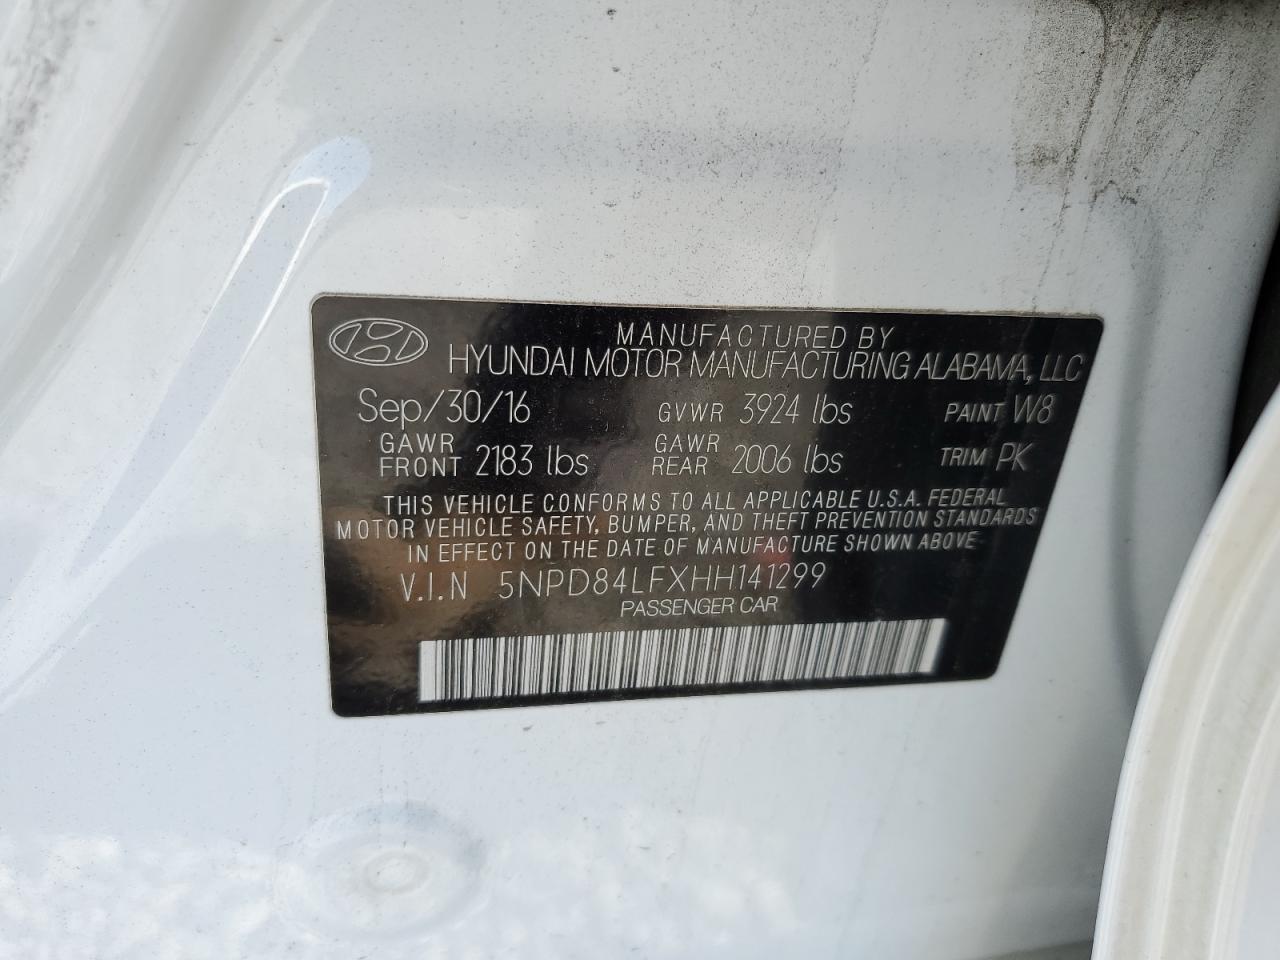 MANUFACTURED BY
HYUNDAI MOTOR MANUFACTURING ALABAMA, LLC
Sep/30/16 GVWR 3924 lbs PAINT W8
GAWR FRONT 2183 lbs GAWR REAR 2006 lbs TRIM PK
THIS VEHICLE CONFORMS TO ALL APPLICABLE U.S.A. FEDERAL
MOTOR VEHICLE SAFETY, BUMPER, AND THEFT PREVENTION STANDARDS
IN EFFECT ON THE DATE OF MANUFACTURE SHOWN ABOVE
V.I.N 5NPD84LFXHH141299
PASSENGER CAR